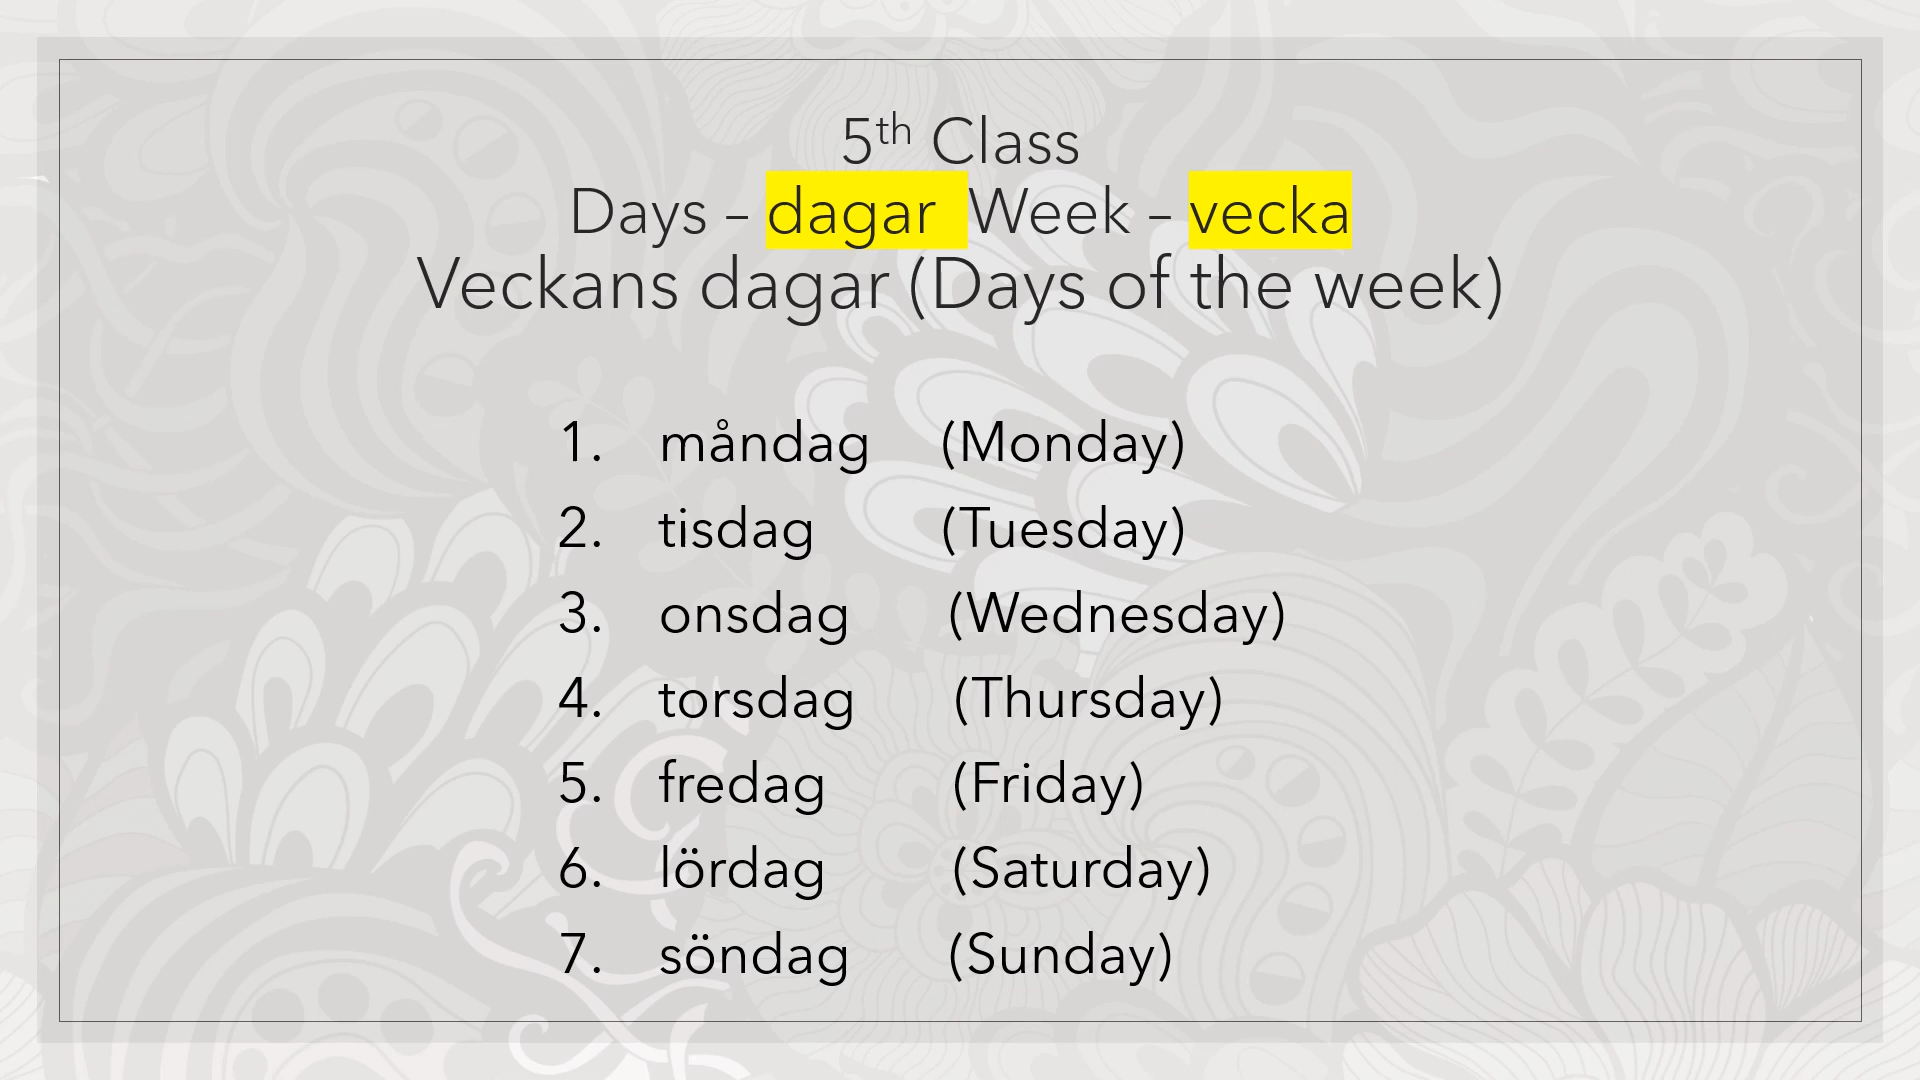 5th Class
Days – dagar Week – vecka
Veckans dagar (Days of the week)
1. måndag (Monday)
2. tisdag (Tuesday)
3. onsdag (Wednesday)
4. torsdag (Thursday)
5. fredag (Friday)
6. lördag (Saturday)
7. söndag (Sunday)